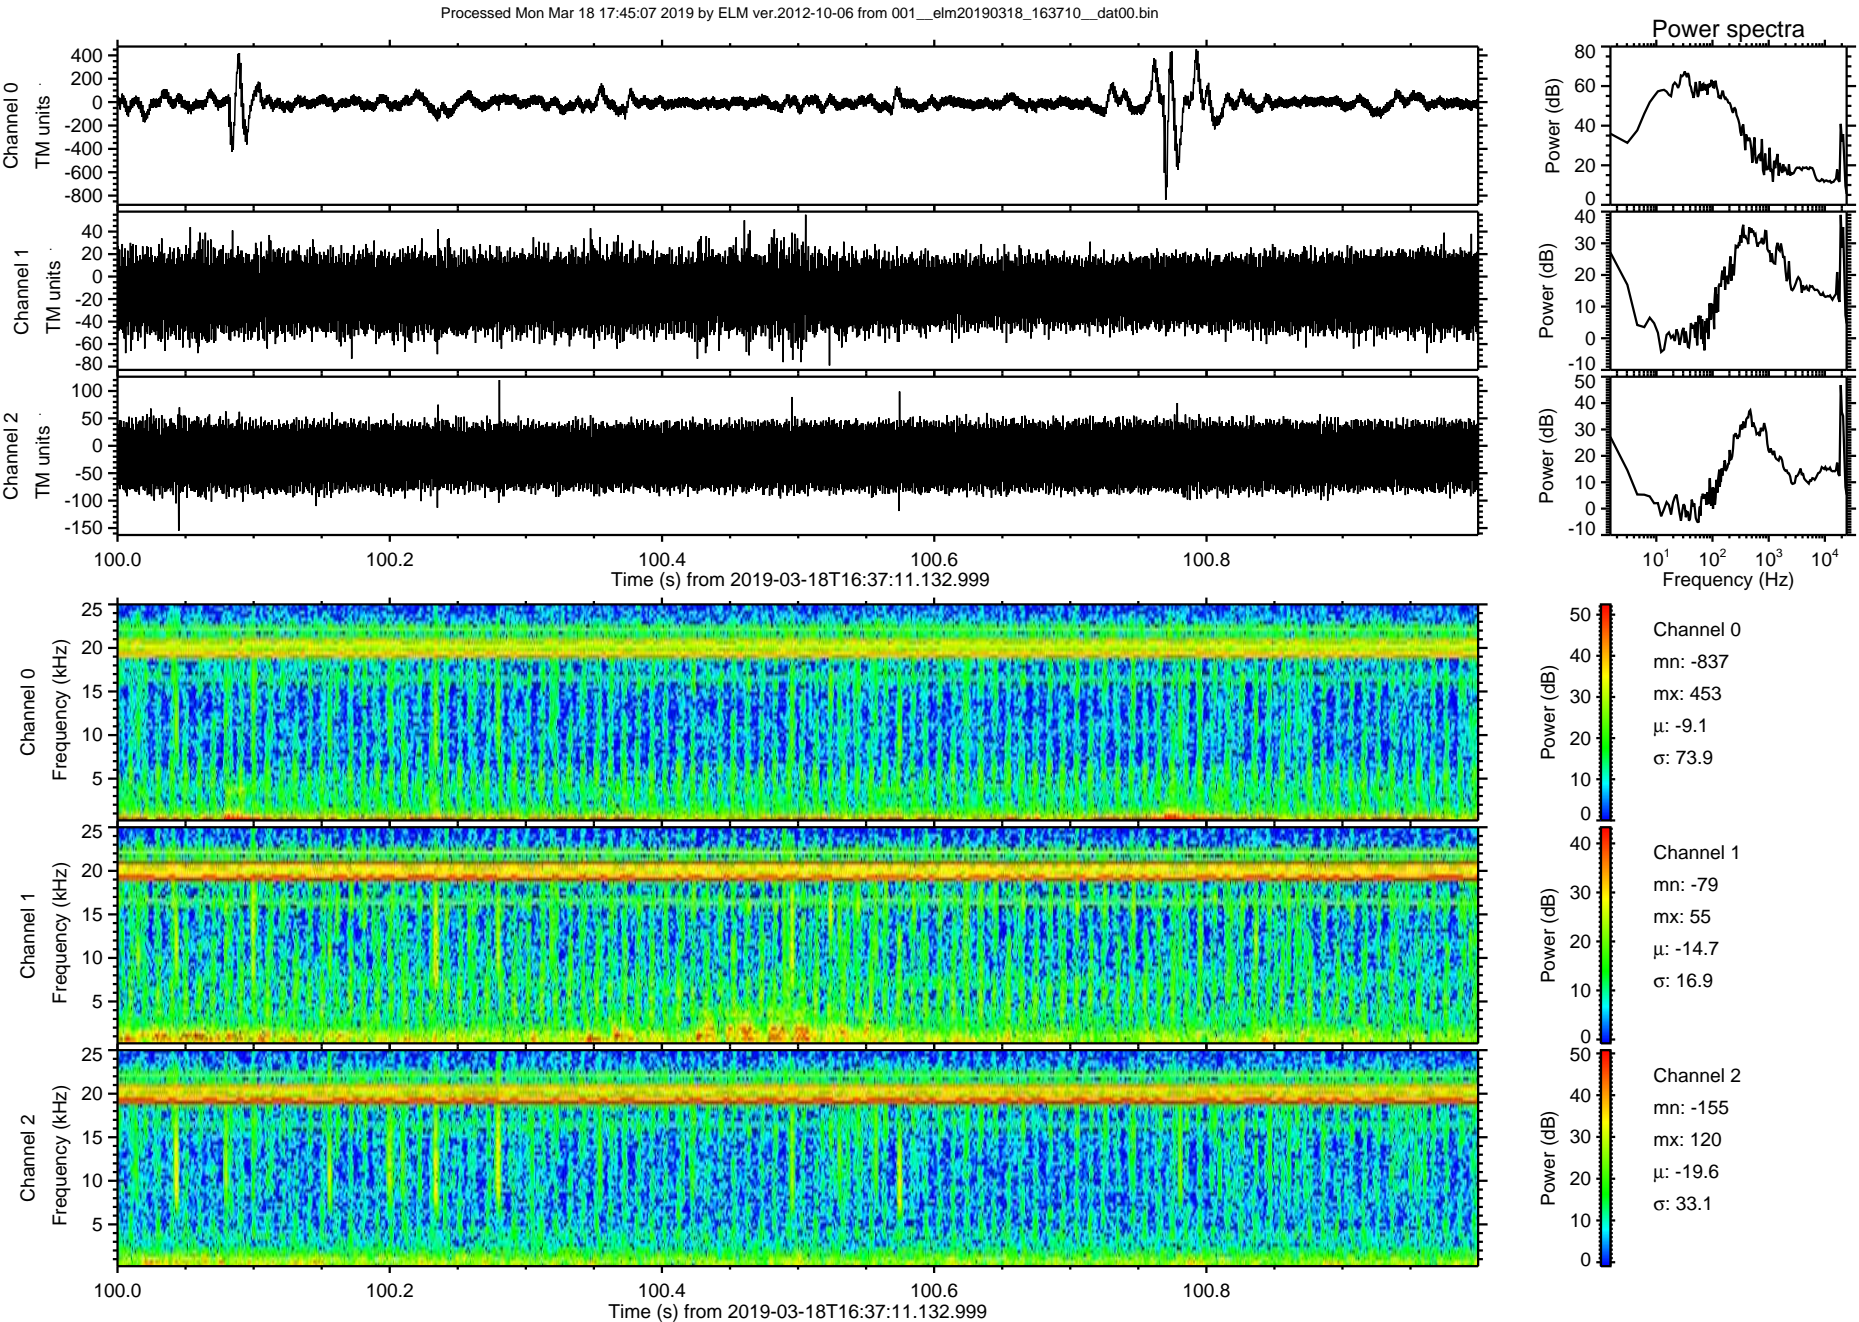 Processed Mon Mar 18 17:45:07 2019 by ELM ver.2012-10-06 from 001__elm20190318_163710__dat00.bin
Power spectra
Channel 0
TM units
400
200
0
-200
-400
-600
-800
Power (dB)
80
60
40
20
0
Channel 1
TM units
40
20
0
-20
-40
-60
-80
Power (dB)
40
30
20
10
0
-10
Channel 2
TM units
100
50
0
-50
-100
-150
Power (dB)
50
40
30
20
10
0
-10
100.0 100.2 100.4 100.6 100.8
Time (s) from 2019-03-18T16:37:11.132.999
10^1 10^2 10^3 10^4
Frequency (Hz)
Channel 0
Frequency (kHz)
25
20
15
10
5
Power (dB)
50
40
30
20
10
0
Channel 0
mn: -837
mx: 453
μ: -9.1
σ: 73.9
Channel 1
Frequency (kHz)
25
20
15
10
5
Power (dB)
40
30
20
10
0
Channel 1
mn: -79
mx: 55
μ: -14.7
σ: 16.9
Channel 2
Frequency (kHz)
25
20
15
10
5
Power (dB)
50
40
30
20
10
0
Channel 2
mn: -155
mx: 120
μ: -19.6
σ: 33.1
100.0 100.2 100.4 100.6 100.8
Time (s) from 2019-03-18T16:37:11.132.999